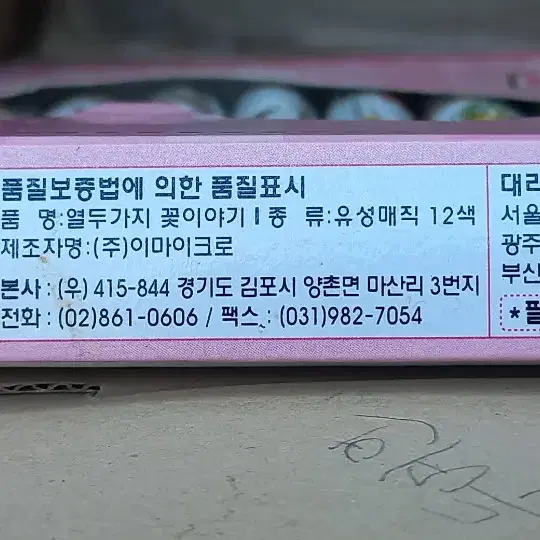 품질보증법에 의한 품질표시
품 명:열두가지 꽃이야기 I 종 류:유성매직 12색
제조자명:(주)이마이크로
본사 : (우) 415-844 경기도 김포시 양촌면 마산리 3번지
전화 : (02)861-0606 / 팩스 : (031)982-7054
대리
서울
광주
부산